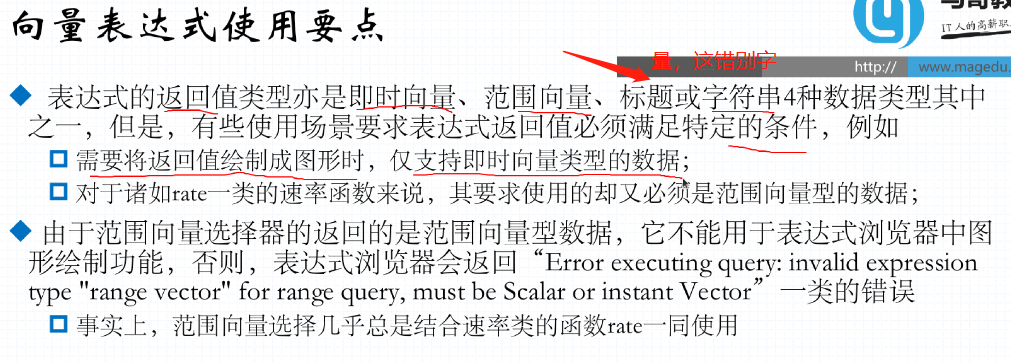 向量表达式使用要点
IT人的高薪职
量，这错别字
http:// www.magedu.
表达式的返回值类型亦是即时向量、范围向量、标题或字符串4种数据类型其中
之一，但是，有些使用场景要求表达式返回值必须满足特定的条件，例如
需要将返回值绘制成图形时，仅支持即时向量类型的数据；
对于诸如rate一类的速率函数来说，其要求使用的却又必须是范围向量型的数据；
由于范围向量选择器的返回的是范围向量型数据，它不能用于表达式浏览器中图
形绘制功能，否则，表达式浏览器会返回“Error executing query: invalid expression
type "range vector" for range query, must be Scalar or instant Vector”一类的错误
事实上，范围向量选择几乎总是结合速率类的函数rate一同使用